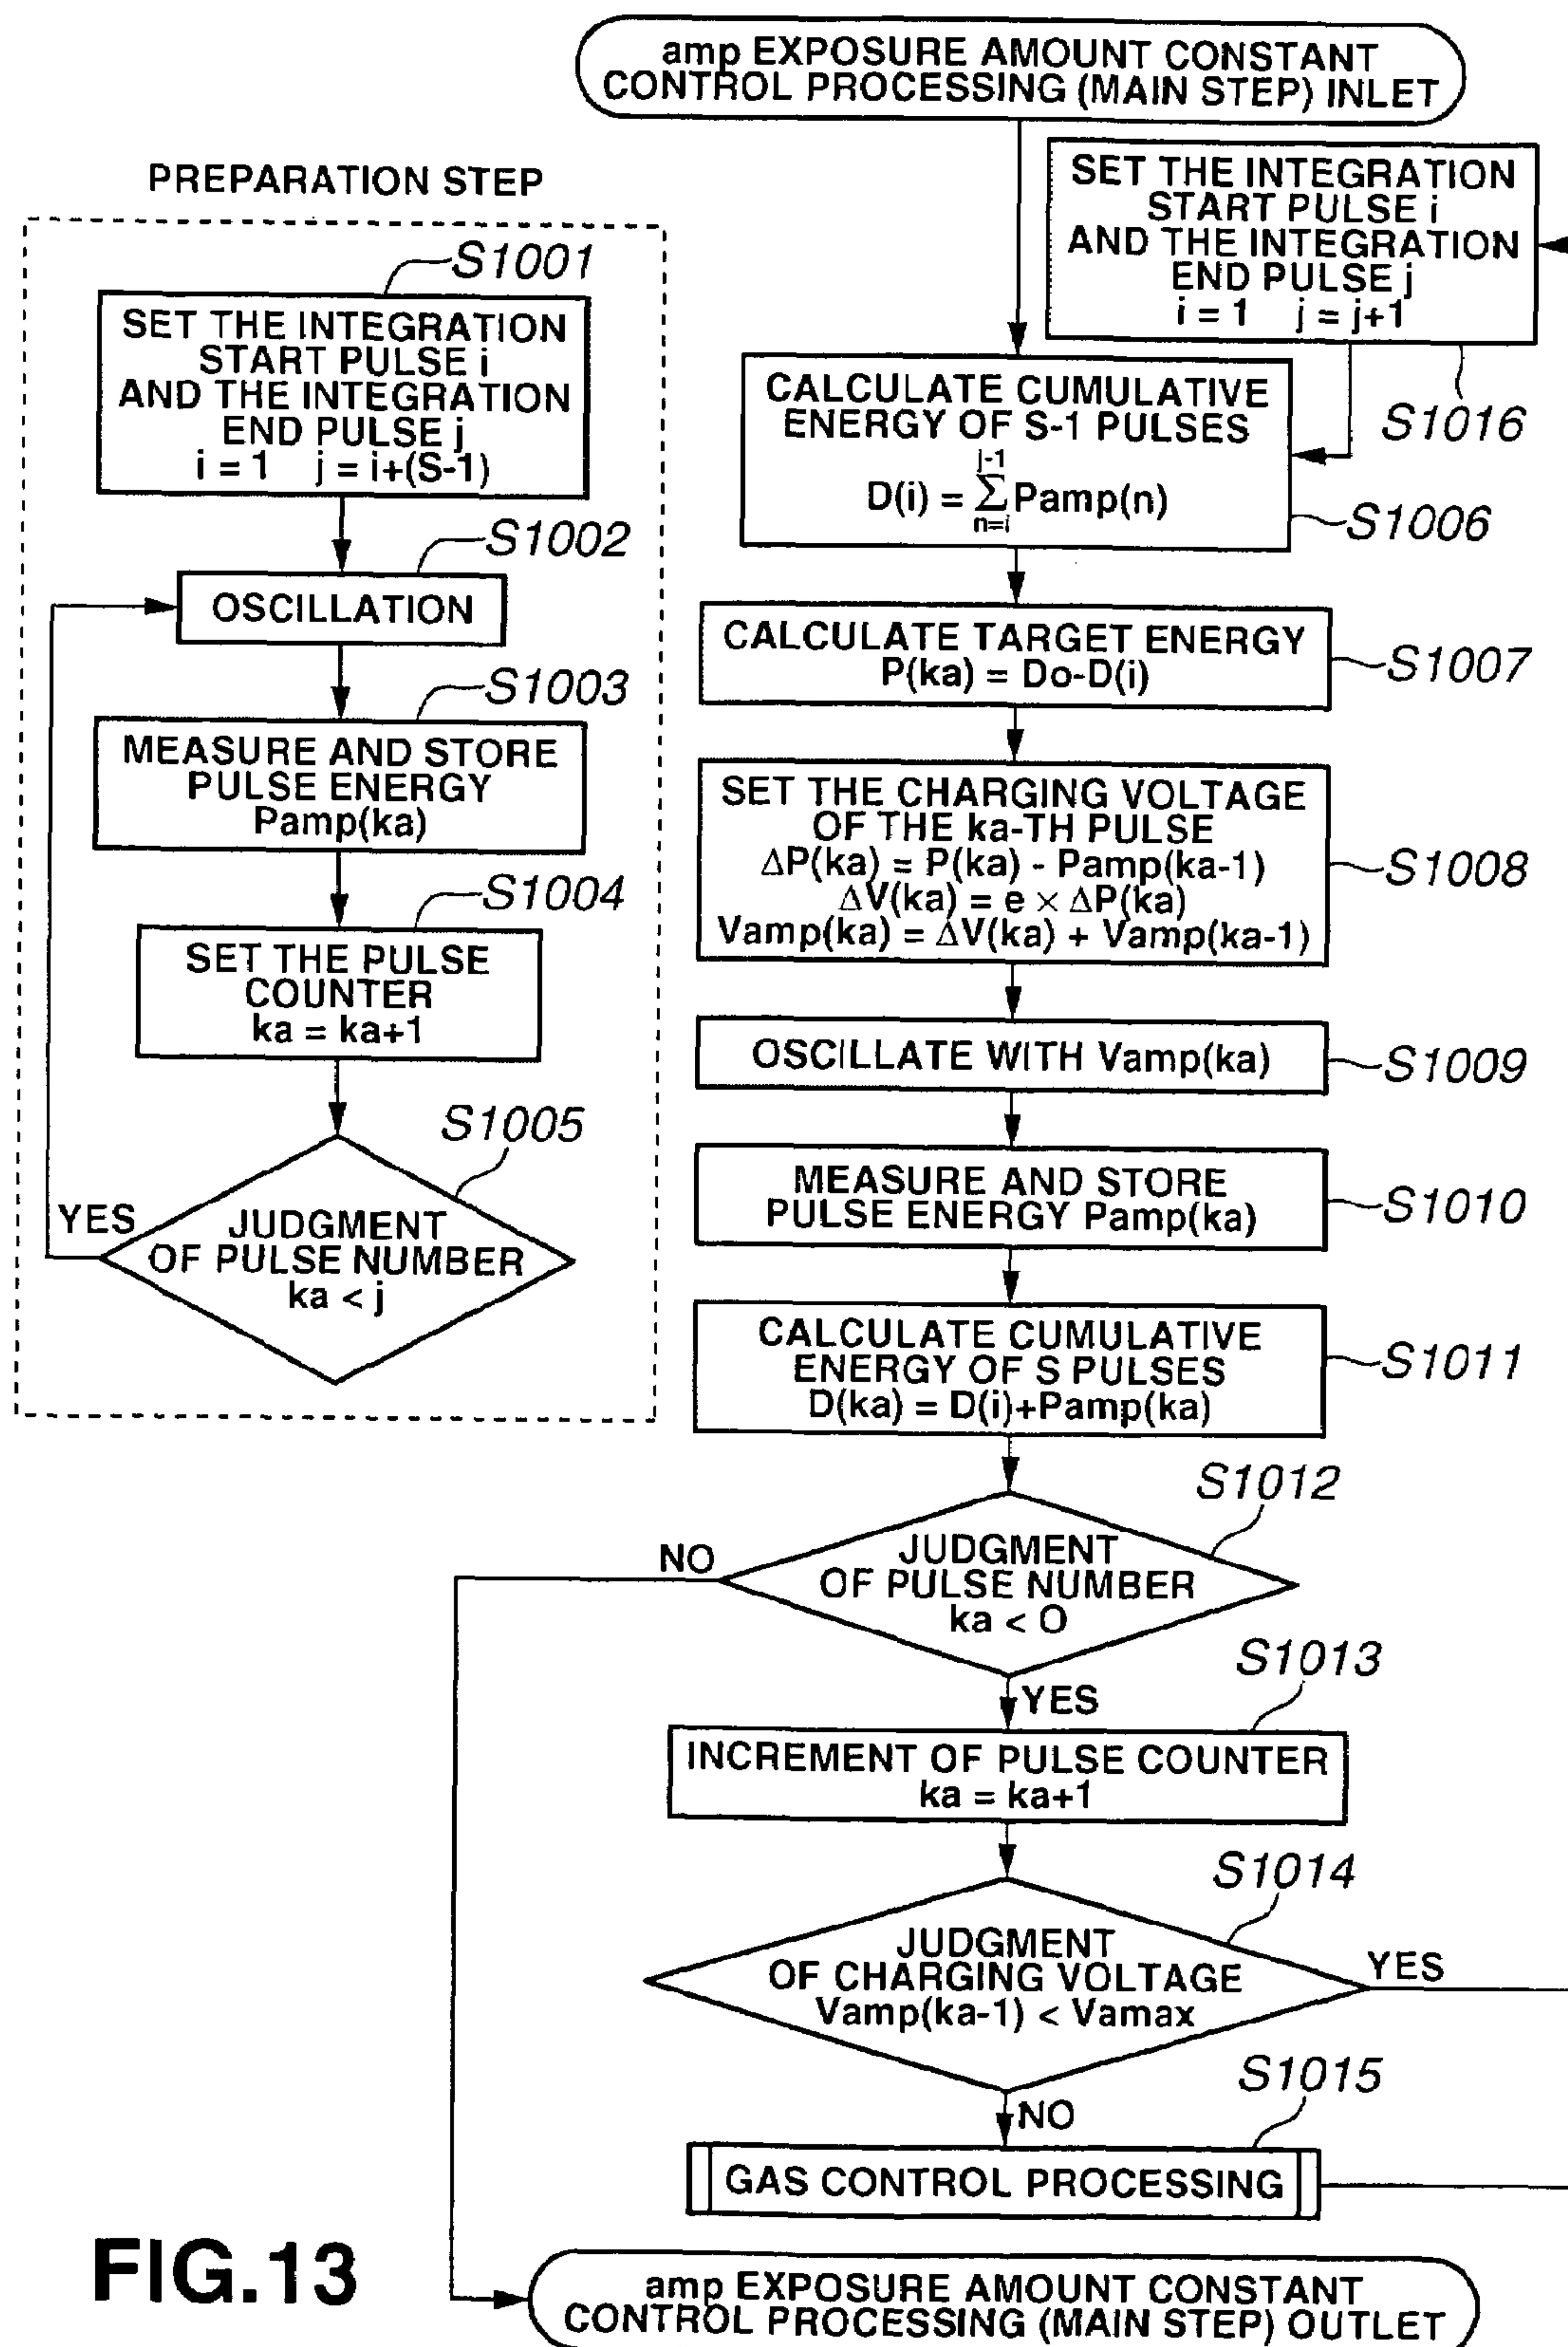 amp EXPOSURE AMOUNT CONSTANT
CONTROL PROCESSING (MAIN STEP) INLET
PREPARATION STEP
S1001
SET THE INTEGRATION
START PULSE i
AND THE INTEGRATION
END PULSE j
i = 1 j = i+(S-1)
S1002
OSCILLATION
S1003
MEASURE AND STORE
PULSE ENERGY
Pamp(ka)
S1004
SET THE PULSE
COUNTER
ka = ka+1
S1005
YES
JUDGMENT
OF PULSE NUMBER
ka < j
SET THE INTEGRATION
START PULSE i
AND THE INTEGRATION
END PULSE j
i = 1 j = j+1
S1016
CALCULATE CUMULATIVE
ENERGY OF S-1 PULSES
j-1
D(i) = ΣPamp(n)
n=i
S1006
CALCULATE TARGET ENERGY
P(ka) = Do-D(i)
S1007
SET THE CHARGING VOLTAGE
OF THE ka-TH PULSE
ΔP(ka) = P(ka) - Pamp(ka-1)
ΔV(ka) = e × ΔP(ka)
Vamp(ka) = ΔV(ka) + Vamp(ka-1)
S1008
OSCILLATE WITH Vamp(ka)
S1009
MEASURE AND STORE
PULSE ENERGY Pamp(ka)
S1010
CALCULATE CUMULATIVE
ENERGY OF S PULSES
D(ka) = D(i)+Pamp(ka)
S1011
S1012
NO
JUDGMENT
OF PULSE NUMBER
ka < O
YES
S1013
INCREMENT OF PULSE COUNTER
ka = ka+1
S1014
JUDGMENT
OF CHARGING VOLTAGE
Vamp(ka-1) < Vamax
YES
NO
S1015
GAS CONTROL PROCESSING
FIG.13
amp EXPOSURE AMOUNT CONSTANT
CONTROL PROCESSING (MAIN STEP) OUTLET